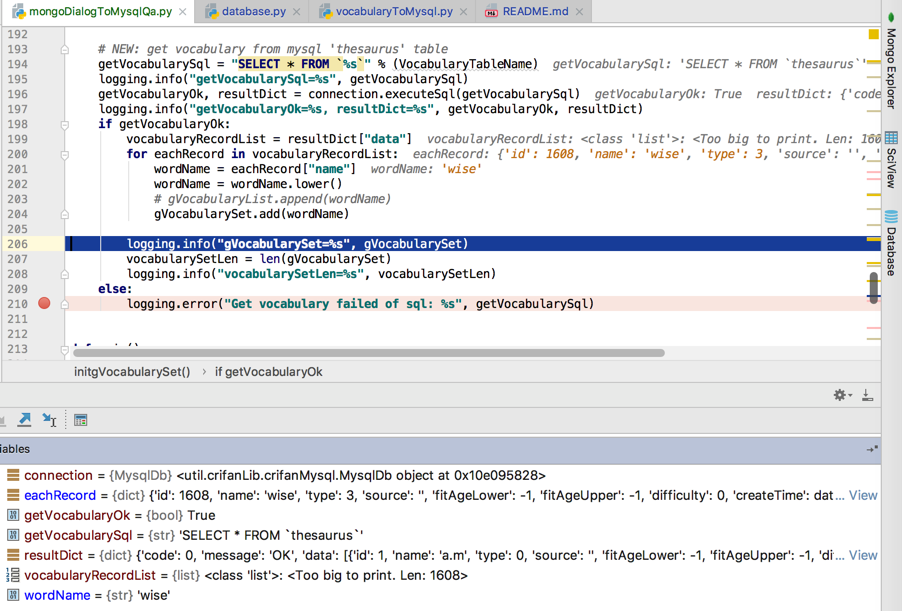 mongoDialogToMysqlQa.py × database.py × vocabularyToMysql.py × README.md ×
192
193 # NEW: get vocabulary from mysql 'thesaurus' table
194 getVocabularySql = "SELECT * FROM `%s`" % (VocabularyTableName) getVocabularySql: 'SELECT * FROM `thesaurus`'
195 logging.info("getVocabularySql=%s", getVocabularySql)
196 getVocabularyOk, resultDict = connection.executeSql(getVocabularySql) getVocabularyOk: True resultDict: {'code
197 logging.info("getVocabularyOk=%s, resultDict=%s", getVocabularyOk, resultDict)
198 if getVocabularyOk:
199 vocabularyRecordList = resultDict["data"] vocabularyRecordList: <class 'list'>: <Too big to print. Len: 160
200 for eachRecord in vocabularyRecordList: eachRecord: {'id': 1608, 'name': 'wise', 'type': 3, 'source': '', '
201 wordName = eachRecord["name"] wordName: 'wise'
202 wordName = wordName.lower()
203 # gVocabularyList.append(wordName)
204 gVocabularySet.add(wordName)
205
206 logging.info("gVocabularySet=%s", gVocabularySet)
207 vocabularySetLen = len(gVocabularySet)
208 logging.info("vocabularySetLen=%s", vocabularySetLen)
209 else:
210 logging.error("Get vocabulary failed of sql: %s", getVocabularySql)
211
212
213
Mongo Explorer
SciView
Database
initgVocabularySet() › if getVocabularyOk
iables
connection = {MysqlDb} <util.crifanLib.crifanMysql.MysqlDb object at 0x10e095828>
eachRecord = {dict} {'id': 1608, 'name': 'wise', 'type': 3, 'source': '', 'fitAgeLower': -1, 'fitAgeUpper': -1, 'difficulty': 0, 'createTime': dat... View
getVocabularyOk = {bool} True
getVocabularySql = {str} 'SELECT * FROM `thesaurus`'
resultDict = {dict} {'code': 0, 'message': 'OK', 'data': [{'id': 1, 'name': 'a.m', 'type': 0, 'source': '', 'fitAgeLower': -1, 'fitAgeUpper': -1, 'di... View
vocabularyRecordList = {list} <class 'list'>: <Too big to print. Len: 1608>
wordName = {str} 'wise'